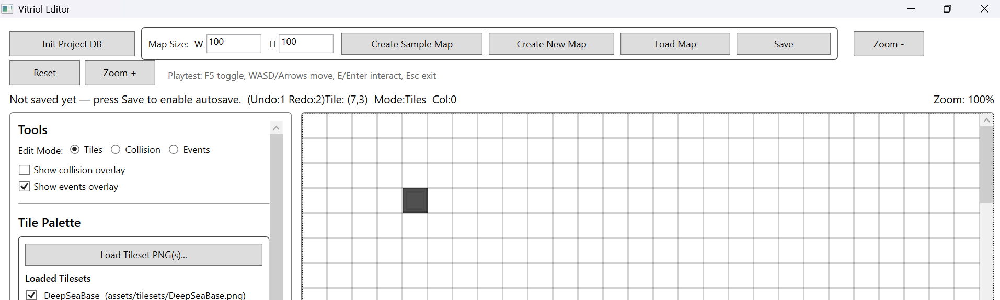 Vitriol Editor
Init Project DB
Map Size: W 100 H 100 Create Sample Map Create New Map Load Map Save
Zoom -
Reset Zoom + Playtest: F5 toggle, WASD/Arrows move, E/Enter interact, Esc exit
Not saved yet — press Save to enable autosave. (Undo:1 Redo:2)Tile: (7,3) Mode:Tiles Col:0
Zoom: 100%
Tools
Edit Mode: Tiles Collision Events
Show collision overlay
Show events overlay
Tile Palette
Load Tileset PNG(s)...
Loaded Tilesets
DeepSeaBase (assets/tilesets/DeepSeaBase.png)